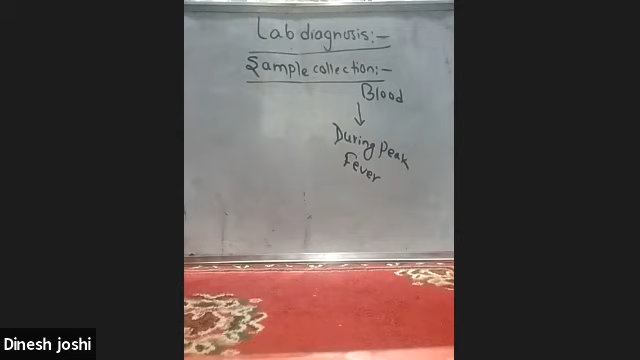 Lab diagnosis:-
Sample collection:-
Blood
↓
During Peak
Fever
Dinesh joshi